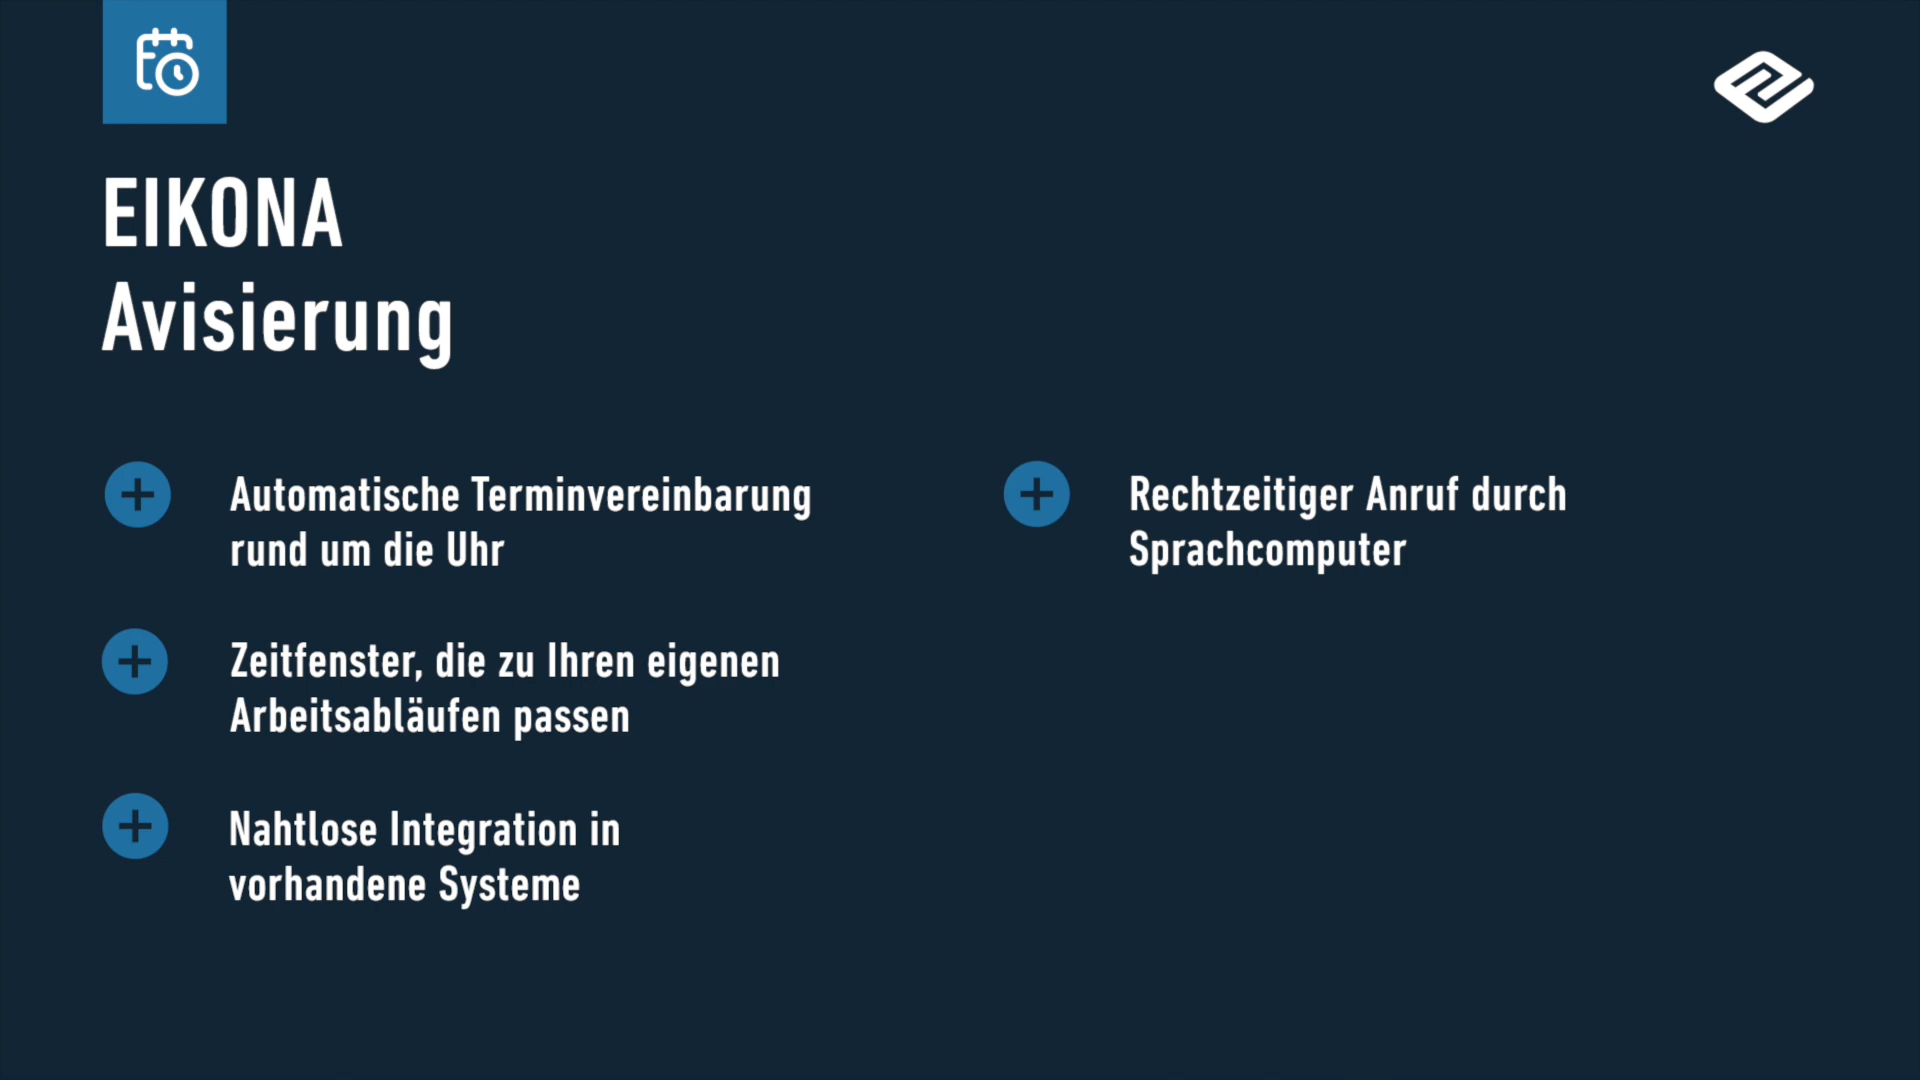 EIKONA
Avisierung
Automatische Terminvereinbarung
rund um die Uhr
Zeitfenster, die zu Ihren eigenen
Arbeitsabläufen passen
Nahtlose Integration in
vorhandene Systeme
Rechtzeitiger Anruf durch
Sprachcomputer